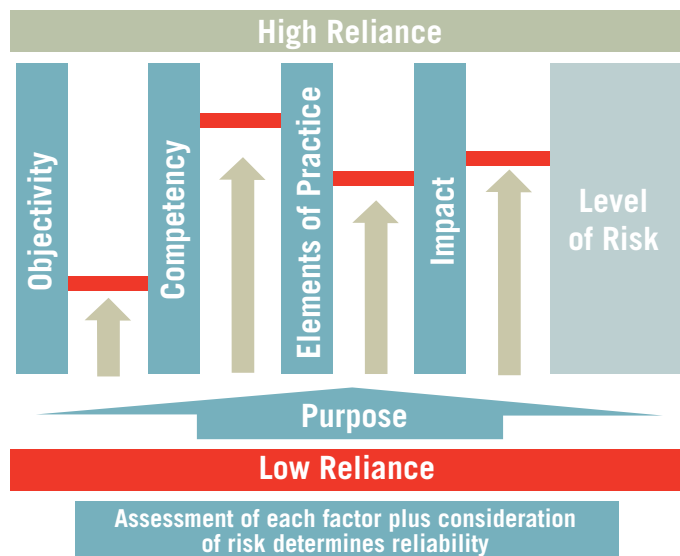 High Reliance
Objectivity
Competency
Elements of Practice
Impact
Level
of Risk
Purpose
Low Reliance
Assessment of each factor plus consideration
of risk determines reliability